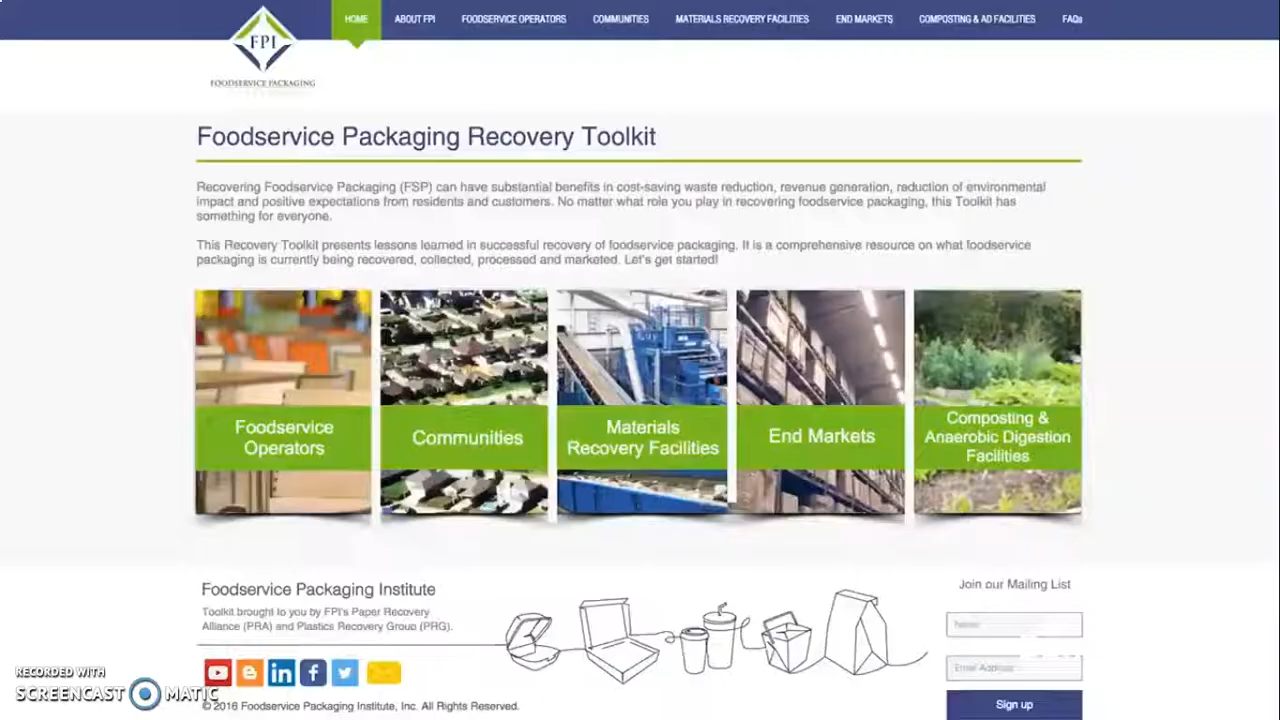 HOME ABOUT FPI FOODSERVICE OPERATORS COMMUNITIES MATERIALS RECOVERY FACILITIES END MARKETS COMPOSTING & AD FACILITIES FAQs
FPI
FOODSERVICE PACKAGING
Foodservice Packaging Recovery Toolkit
Recovering Foodservice Packaging (FSP) can have substantial benefits in cost-saving waste reduction, revenue generation, reduction of environmental
impact and positive expectations from residents and customers. No matter what role you play in recovering foodservice packaging, this Toolkit has
something for everyone.
This Recovery Toolkit presents lessons learned in successful recovery of foodservice packaging. It is a comprehensive resource on what foodservice
packaging is currently being recovered, collected, processed and marketed. Let's get started!
Foodservice
Operators
Communities
Materials
Recovery Facilities
End Markets
Composting &
Anaerobic Digestion
Facilities
Foodservice Packaging Institute
Toolkit brought to you by FPI's Paper Recovery
Alliance (PRA) and Plastics Recovery Group (PRG).
© 2016 Foodservice Packaging Institute, Inc. All Rights Reserved.
Join our Mailing List
Name
Email Address
Sign up
RECORDED WITH
SCREENCAST MATIC